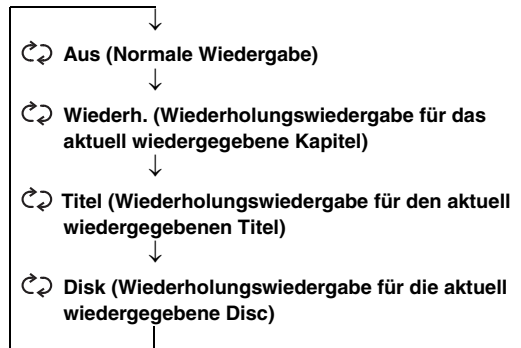 Aus (Normale Wiedergabe)
Wiederh. (Wiederholungswiedergabe für das
aktuell wiedergegebene Kapitel)
Titel (Wiederholungswiedergabe für den aktuell
wiedergegebenen Titel)
Disk (Wiederholungswiedergabe für die aktuell
wiedergegebene Disc)